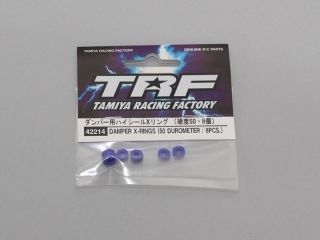 TAMIYA RACING FACTORY GENUINE R/C PARTS
TRF
TAMIYA RACING FACTORY
ダンパー用ハイシールXリング (硬度50・8個)
42214 DAMPER X-RINGS (50 DUROMETER / 8PCS.)